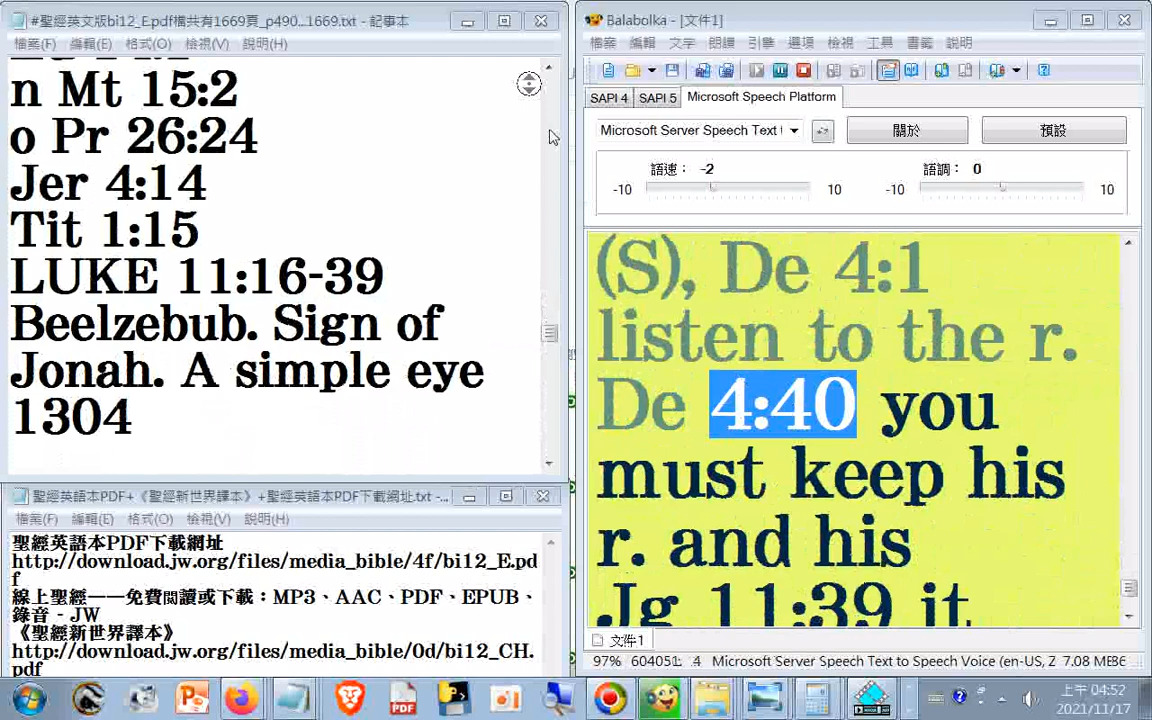 #聖經英文版bi12_E.pdf檔共有1669頁_p490...1669.txt - 記事本
檔案(F) 編輯(E) 格式(O) 檢視(V) 說明(H)
n Mt 15:2
o Pr 26:24
Jer 4:14
Tit 1:15
LUKE 11:16-39
Beelzebub. Sign of
Jonah. A simple eye
1304
聖經英語本PDF+《聖經新世界譯本》+聖經英語本PDF下載網址.txt -...
檔案(F) 編輯(E) 格式(O) 檢視(V) 說明(H)
聖經英語本PDF下載網址
http://download.jw.org/files/media_bible/4f/bi12_E.pd
f
線上聖經——免費閱讀或下載：MP3、AAC、PDF、EPUB、
錄音 - JW
《聖經新世界譯本》
http://download.jw.org/files/media_bible/0d/bi12_CH.
pdf
Balabolka - [文件1]
檔案 編輯 文字 朗讀 引擎 選項 檢視 工具 書籤 說明
SAPI 4 SAPI 5 Microsoft Speech Platform
Microsoft Server Speech Text 關於 預設
語速： -2 語調： 0
-10 10 -10 10
(S), De 4:1
listen to the r.
De 4:40 you
must keep his
r. and his
Jg 11:39 it
文件1
97% Microsoft Server Speech Text to Speech Voice (en-US, Z 7.08 MB
PDF
上午 04:52
2021/11/17